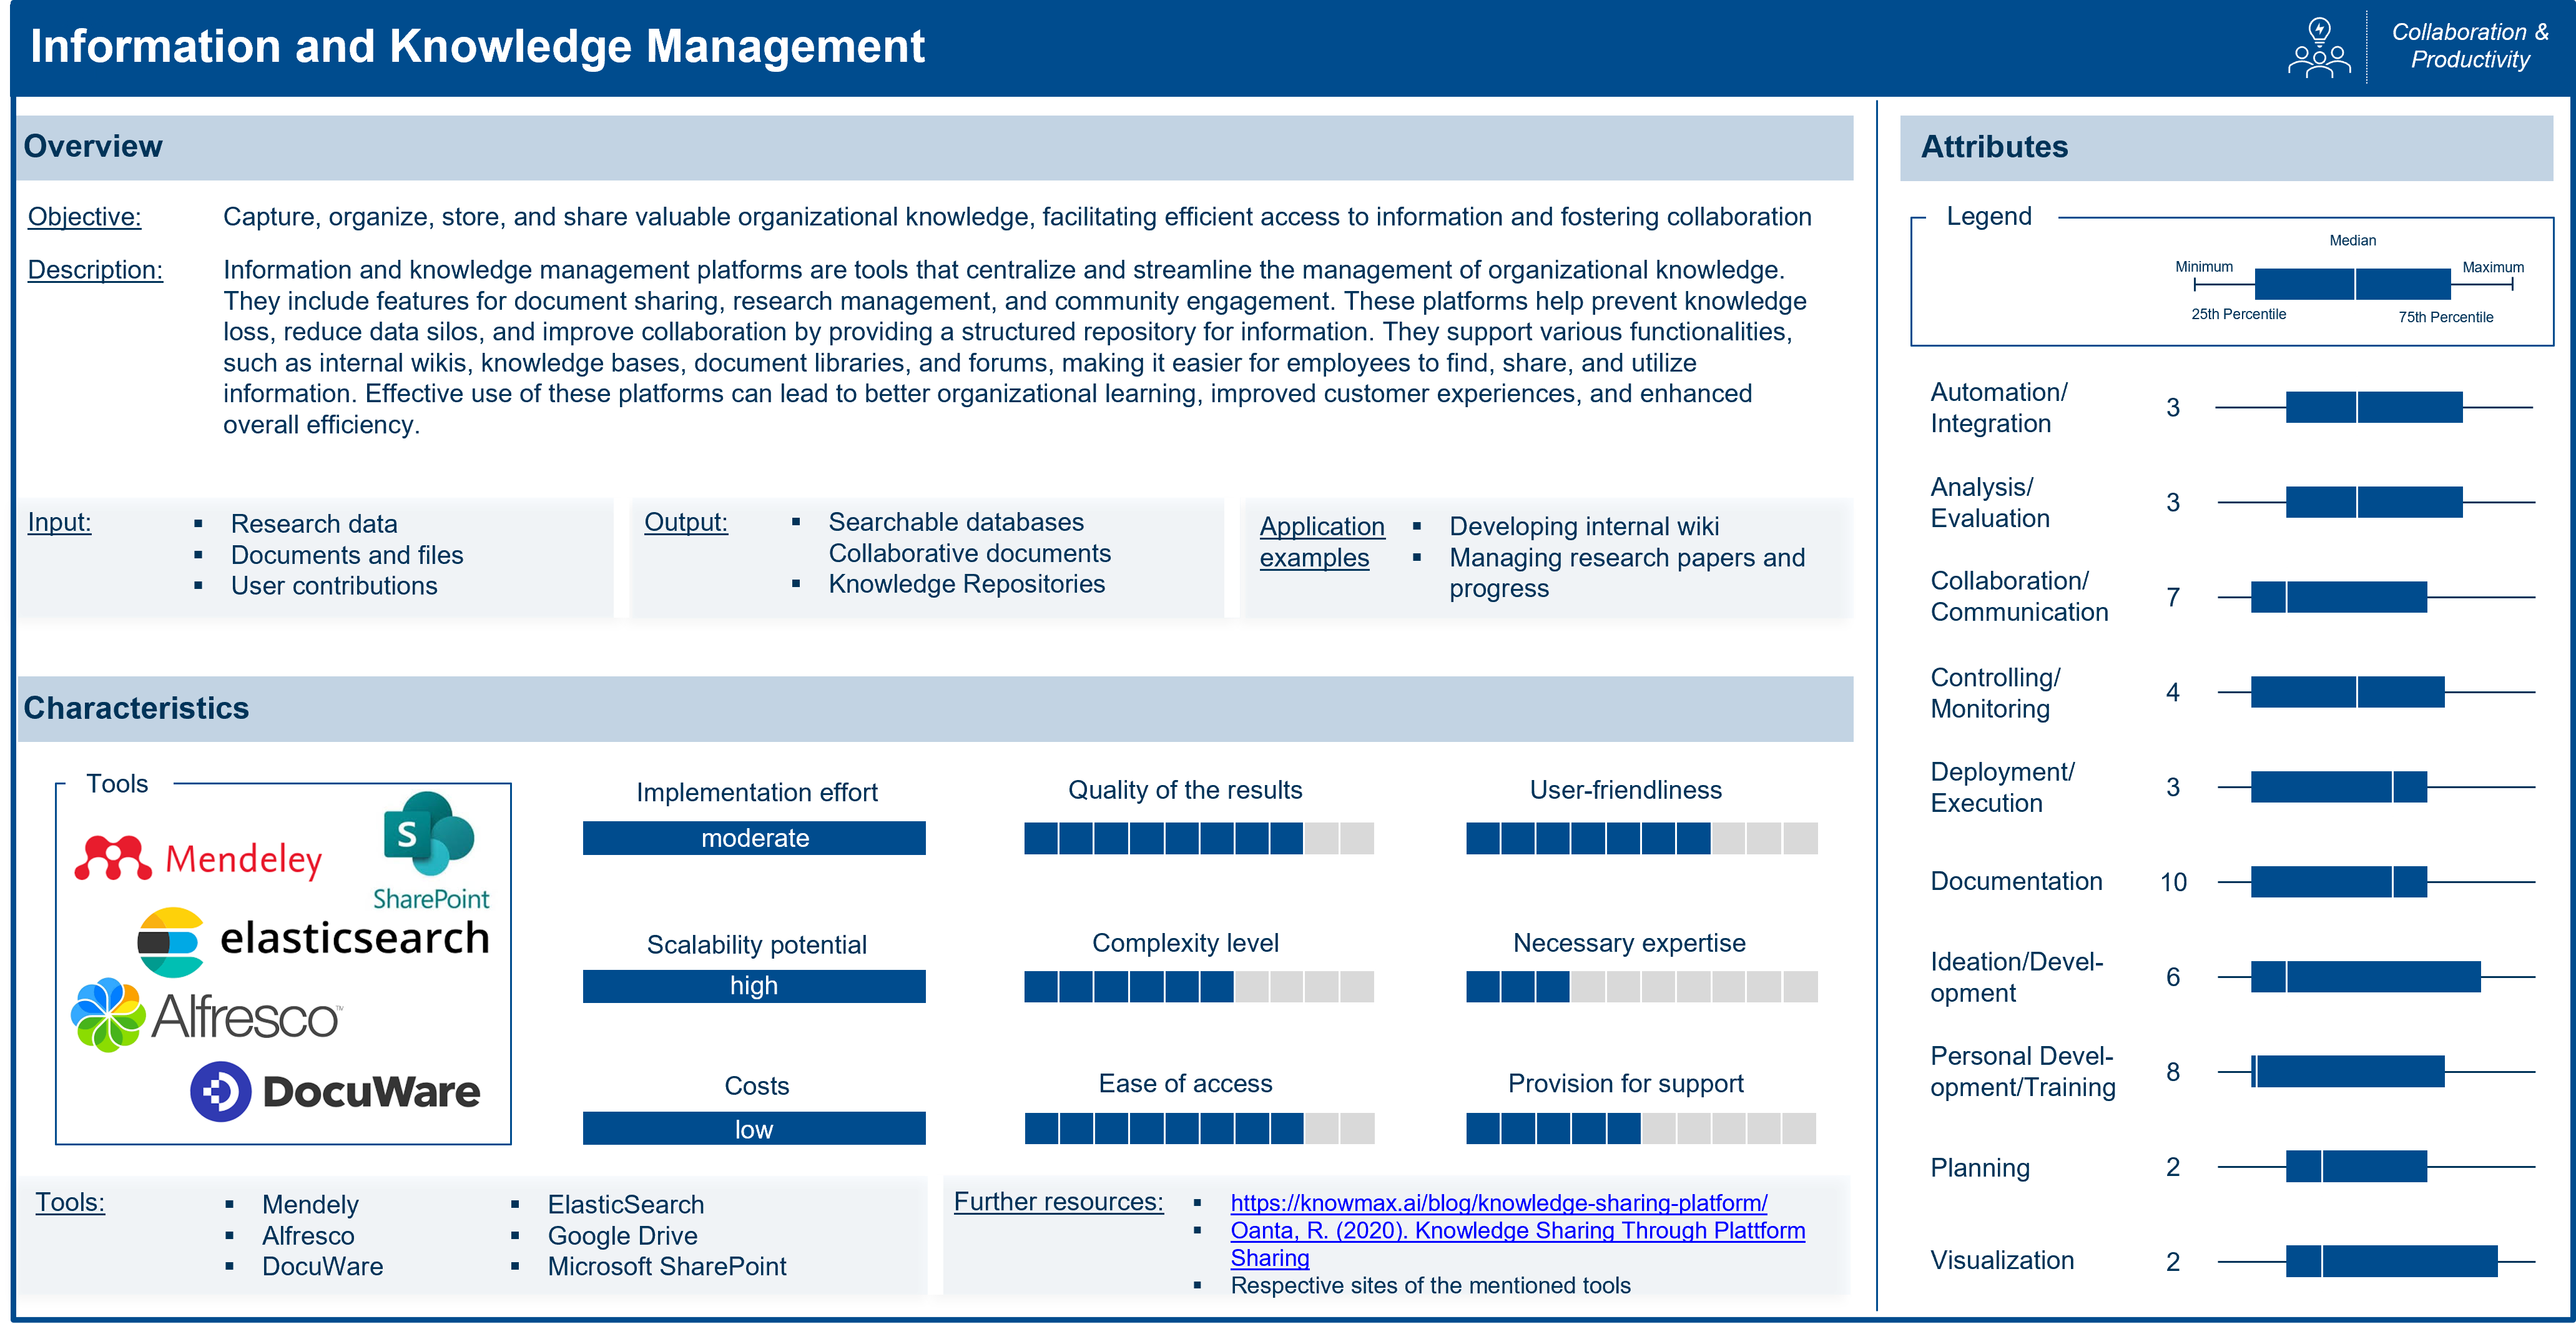 Information and Knowledge Management
Collaboration &
Productivity
Overview
Objective:
Capture, organize, store, and share valuable organizational knowledge, facilitating efficient access to information and fostering collaboration
Description:
Information and knowledge management platforms are tools that centralize and streamline the management of organizational knowledge.
They include features for document sharing, research management, and community engagement. These platforms help prevent knowledge
loss, reduce data silos, and improve collaboration by providing a structured repository for information. They support various functionalities,
such as internal wikis, knowledge bases, document libraries, and forums, making it easier for employees to find, share, and utilize
information. Effective use of these platforms can lead to better organizational learning, improved customer experiences, and enhanced
overall efficiency.
Input:
▪ Research data
▪ Documents and files
▪ User contributions
Output:
▪ Searchable databases
Collaborative documents
▪ Knowledge Repositories
Application
examples
▪ Developing internal wiki
▪ Managing research papers and
progress
Characteristics
Tools
Mendeley
S
SharePoint
elasticsearch
Alfresco™
DocuWare
Implementation effort
moderate
Scalability potential
high
Costs
low
Quality of the results
Complexity level
Ease of access
User-friendliness
Necessary expertise
Provision for support
Tools:
▪ Mendely
▪ Alfresco
▪ DocuWare
▪ ElasticSearch
▪ Google Drive
▪ Microsoft SharePoint
Further resources:
▪ https://knowmax.ai/blog/knowledge-sharing-platform/
▪ Oanta, R. (2020). Knowledge Sharing Through Plattform
Sharing
▪ Respective sites of the mentioned tools
Attributes
Legend
Median
Minimum
Maximum
25th Percentile
75th Percentile
Automation/
Integration
3
Analysis/
Evaluation
3
Collaboration/
Communication
7
Controlling/
Monitoring
4
Deployment/
Execution
3
Documentation
10
Ideation/Devel-
opment
6
Personal Devel-
opment/Training
8
Planning
2
Visualization
2